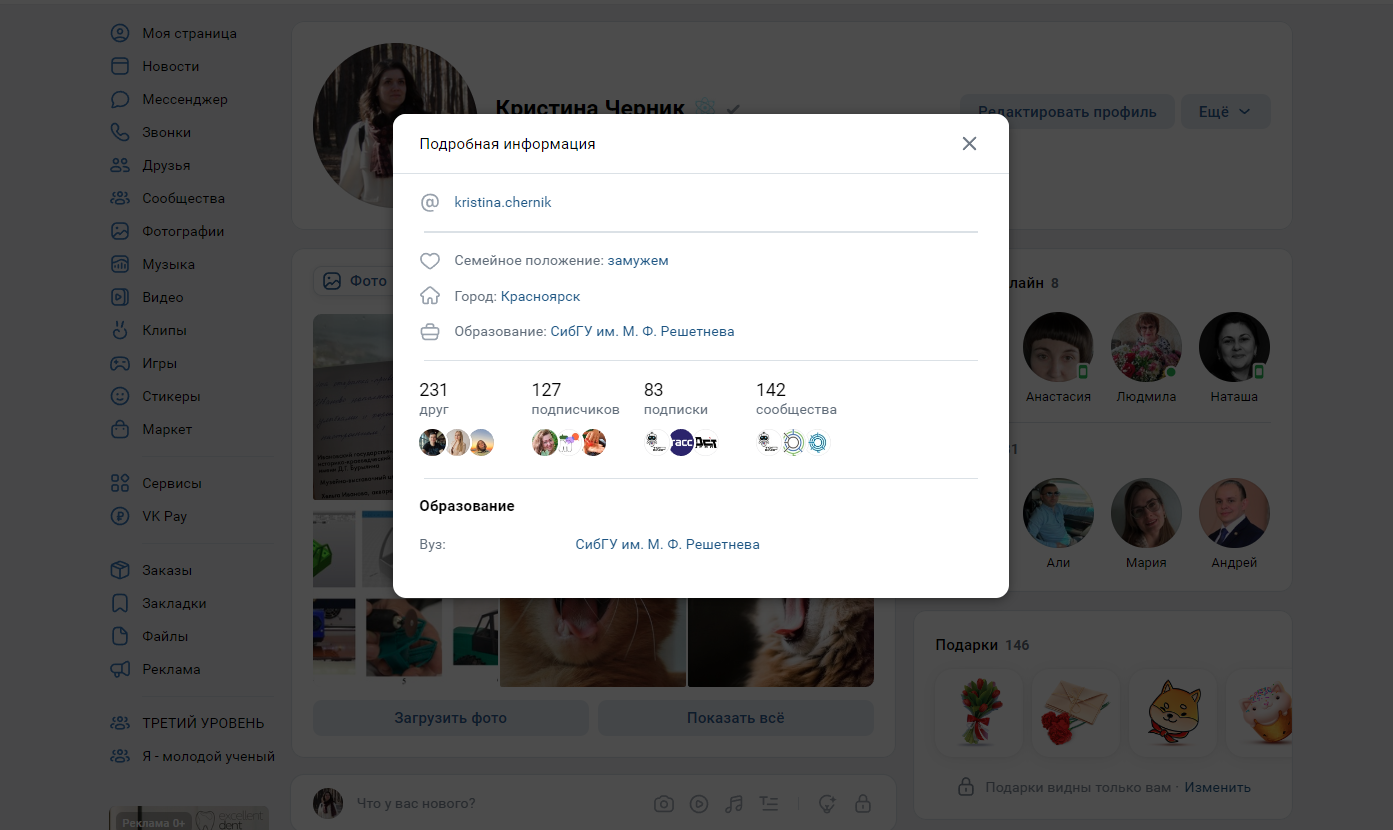 Моя страница
Новости
Мессенджер
Звонки
Друзья
Сообщества
Фотографии
Музыка
Видео
Клипы
Игры
Стикеры
Маркет
Сервисы
VK Pay
Заказы
Закладки
Файлы
Реклама
ТРЕТИЙ УРОВЕНЬ
Я - молодой ученый
Реклама 0+
excellent
dent
Кристина Черник
Редактировать профиль
Ещё
Подробная информация
kristina.chernik
Семейное положение: замужем
Город: Красноярск
Образование: СибГУ им. М. Ф. Решетнева
231 127 83 142
друг подписчиков подписки сообщества
тасс
Образование
Вуз: СибГУ им. М. Ф. Решетнева
Фото
Загрузить фото
Показать всё
Что у вас нового?
лайн 8
Анастасия Людмила Наташа
1
Али Мария Андрей
Подарки 146
Подарки видны только вам · Изменить